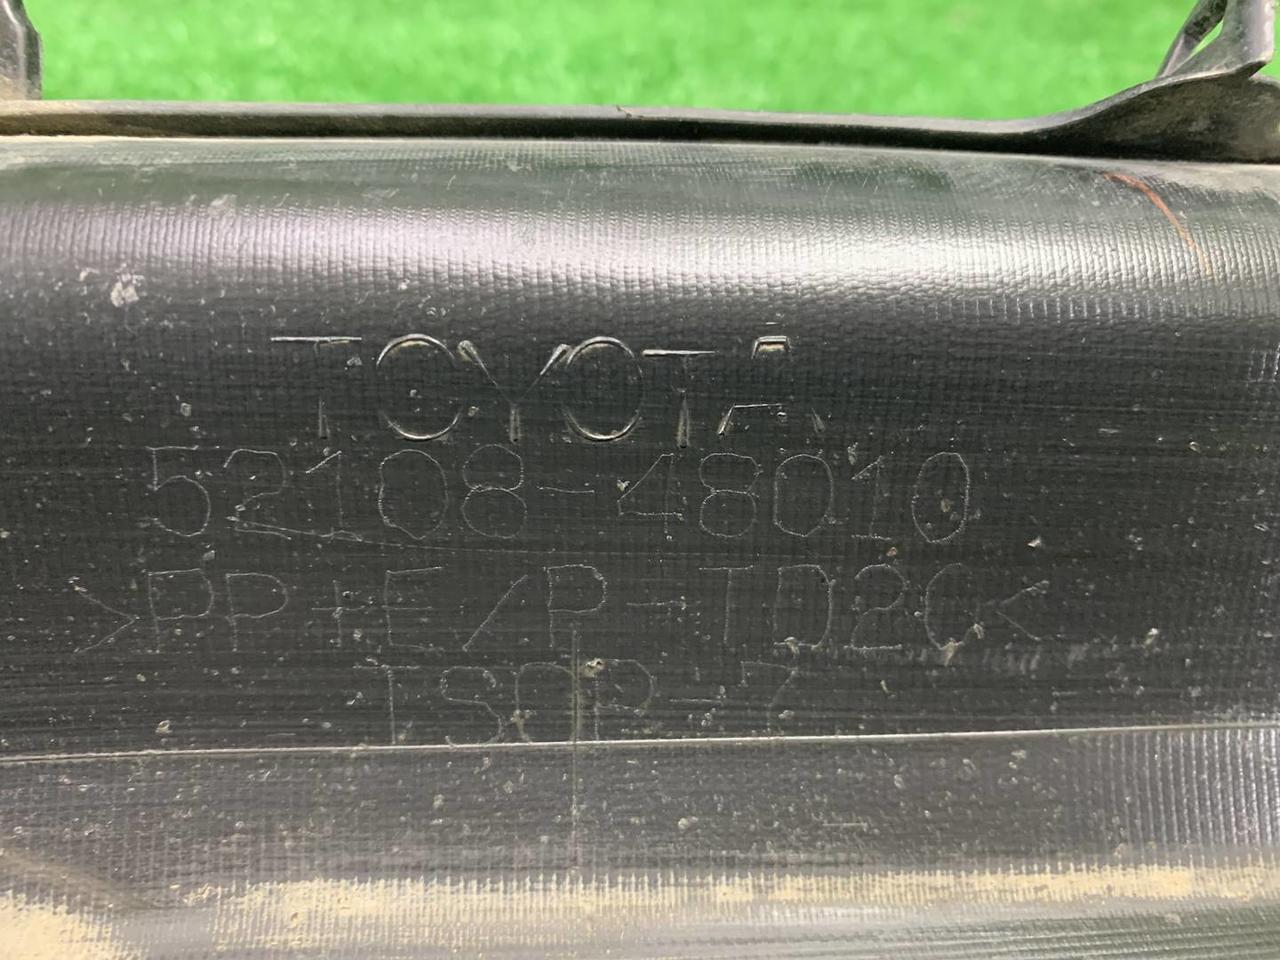 TOYOTA
52108-48010
>PP+E/P-TD20<
TSOP-7